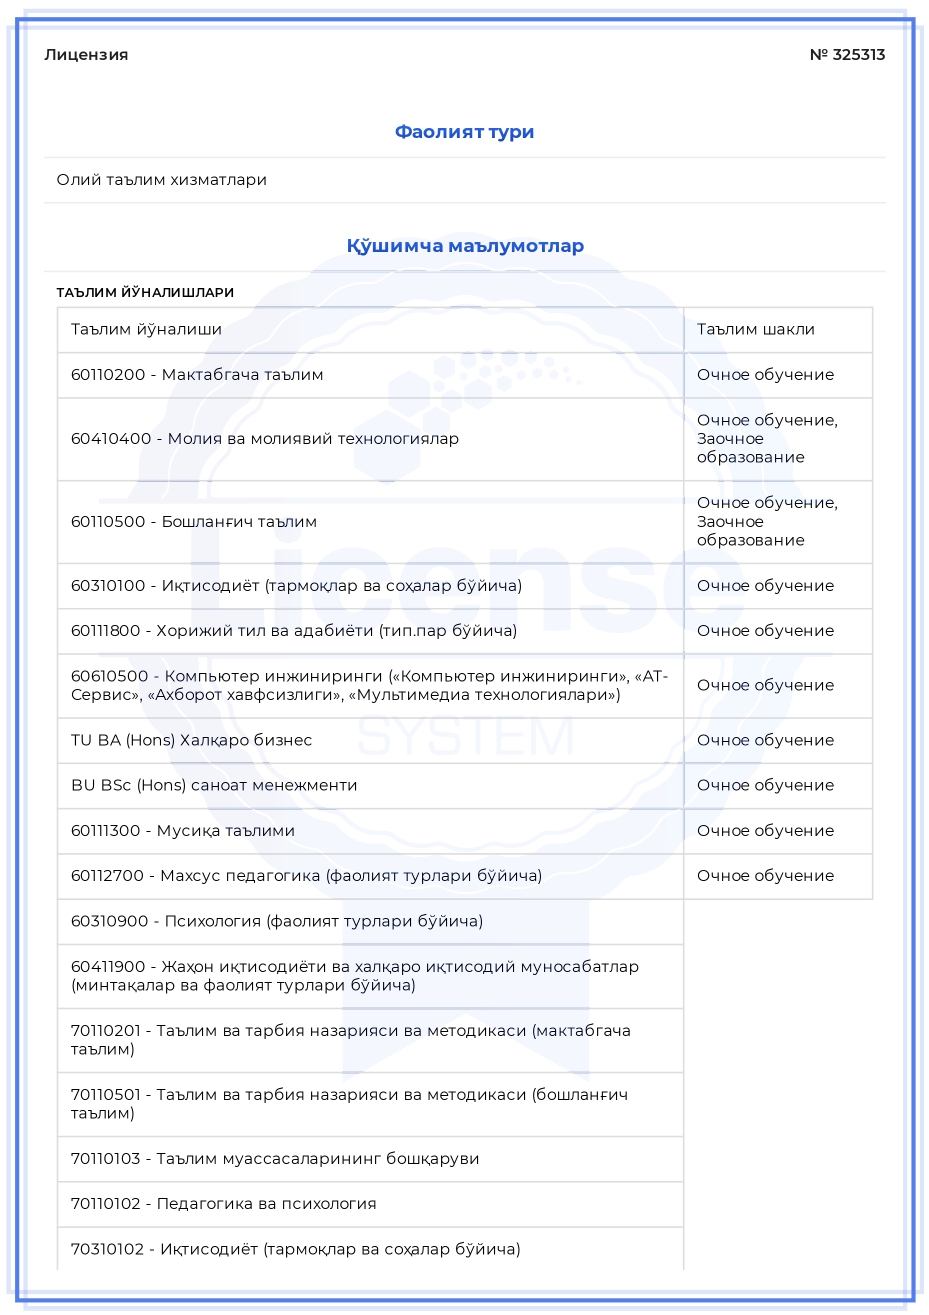 Лицензия № 325313
Фаолият тури
Олий таълим хизматлари
Қўшимча маълумотлар
ТАЪЛИМ ЙЎНАЛИШЛАРИ
Таълим йўналиши Таълим шакли
60110200 - Мактабгача таълим Очное обучение
60410400 - Молия ва молиявий технологиялар Очное обучение,
Заочное
образование
60110500 - Бошланғич таълим Очное обучение,
Заочное
образование
60310100 - Иқтисодиёт (тармоқлар ва соҳалар бўйича) Очное обучение
60111800 - Хорижий тил ва адабиёти (тип.пар бўйича) Очное обучение
60610500 - Компьютер инжиниринги («Компьютер инжиниринги», «АТ-
Сервис», «Ахборот хавфсизлиги», «Мультимедиа технологиялари») Очное обучение
TU BA (Hons) Халқаро бизнес Очное обучение
BU BSc (Hons) саноат менежменти Очное обучение
60111300 - Мусиқа таълими Очное обучение
60112700 - Махсус педагогика (фаолият турлари бўйича) Очное обучение
60310900 - Психология (фаолият турлари бўйича)
60411900 - Жаҳон иқтисодиёти ва халқаро иқтисодий муносабатлар
(минтақалар ва фаолият турлари бўйича)
70110201 - Таълим ва тарбия назарияси ва методикаси (мактабгача
таълим)
70110501 - Таълим ва тарбия назарияси ва методикаси (бошланғич
таълим)
70110103 - Таълим муассасаларининг бошқаруви
70110102 - Педагогика ва психология
70310102 - Иқтисодиёт (тармоқлар ва соҳалар бўйича)
License
SYSTEM